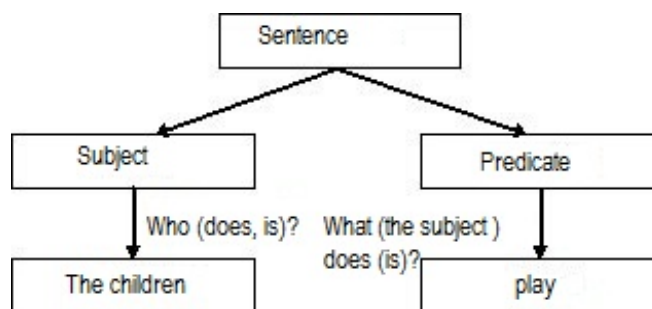 Sentence
Subject
Predicate
Who (does, is)?
What (the subject )
does (is)?
The children
play